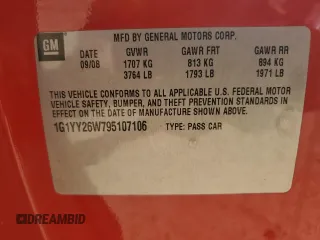 GM
MFD BY GENERAL MOTORS CORP.
DATE GVWR GAWR FRT GAWR RR
09/08 1707 KG 813 KG 894 KG
3764 LB 1793 LB 1971 LB
THIS VEHICLE CONFORMS TO ALL APPLICABLE U.S. FEDERAL MOTOR
VEHICLE SAFETY, BUMPER, AND THEFT PREVENTION STANDARDS IN
EFFECT ON THE DATE OF MANUFACTURE SHOWN ABOVE.
1G1YY26W795107106 TYPE: PASS CAR
DREAMBID